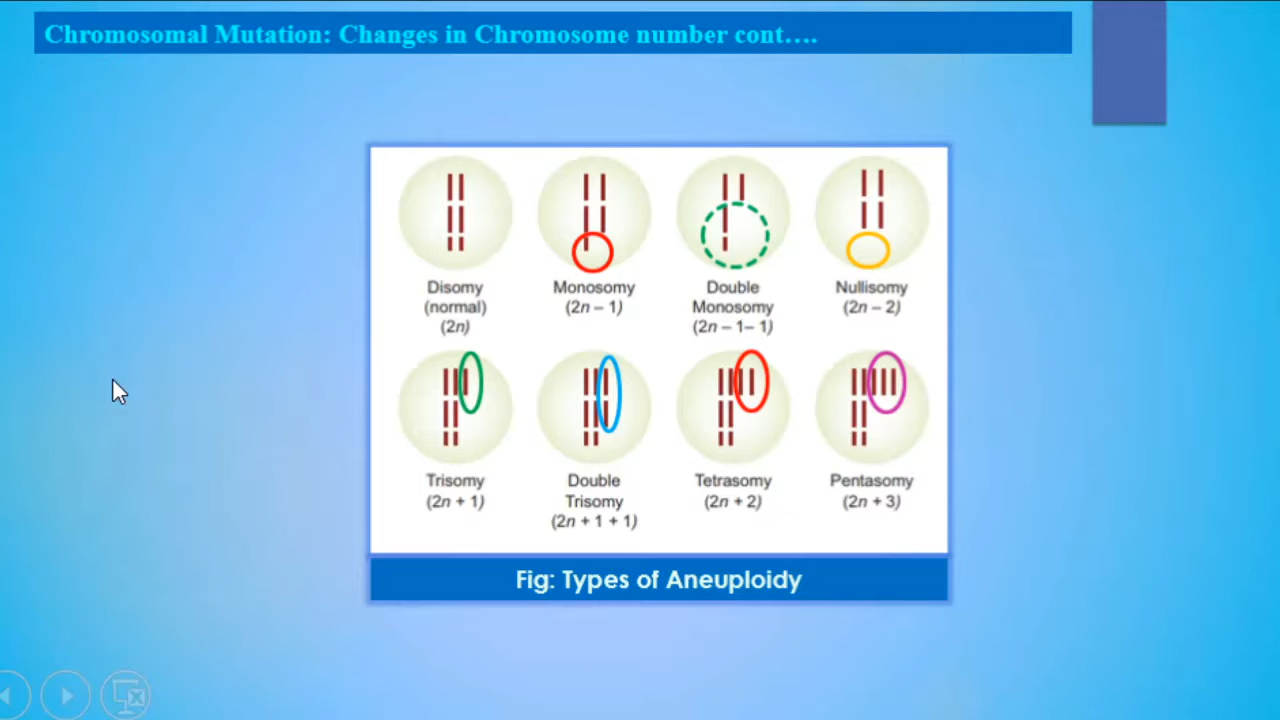 Chromosomal Mutation: Changes in Chromosome number cont….
Disomy
(normal)
(2n)
Monosomy
(2n – 1)
Double
Monosomy
(2n – 1– 1)
Nullisomy
(2n – 2)
Trisomy
(2n + 1)
Double
Trisomy
(2n + 1 + 1)
Tetrasomy
(2n + 2)
Pentasomy
(2n + 3)
Fig: Types of Aneuploidy